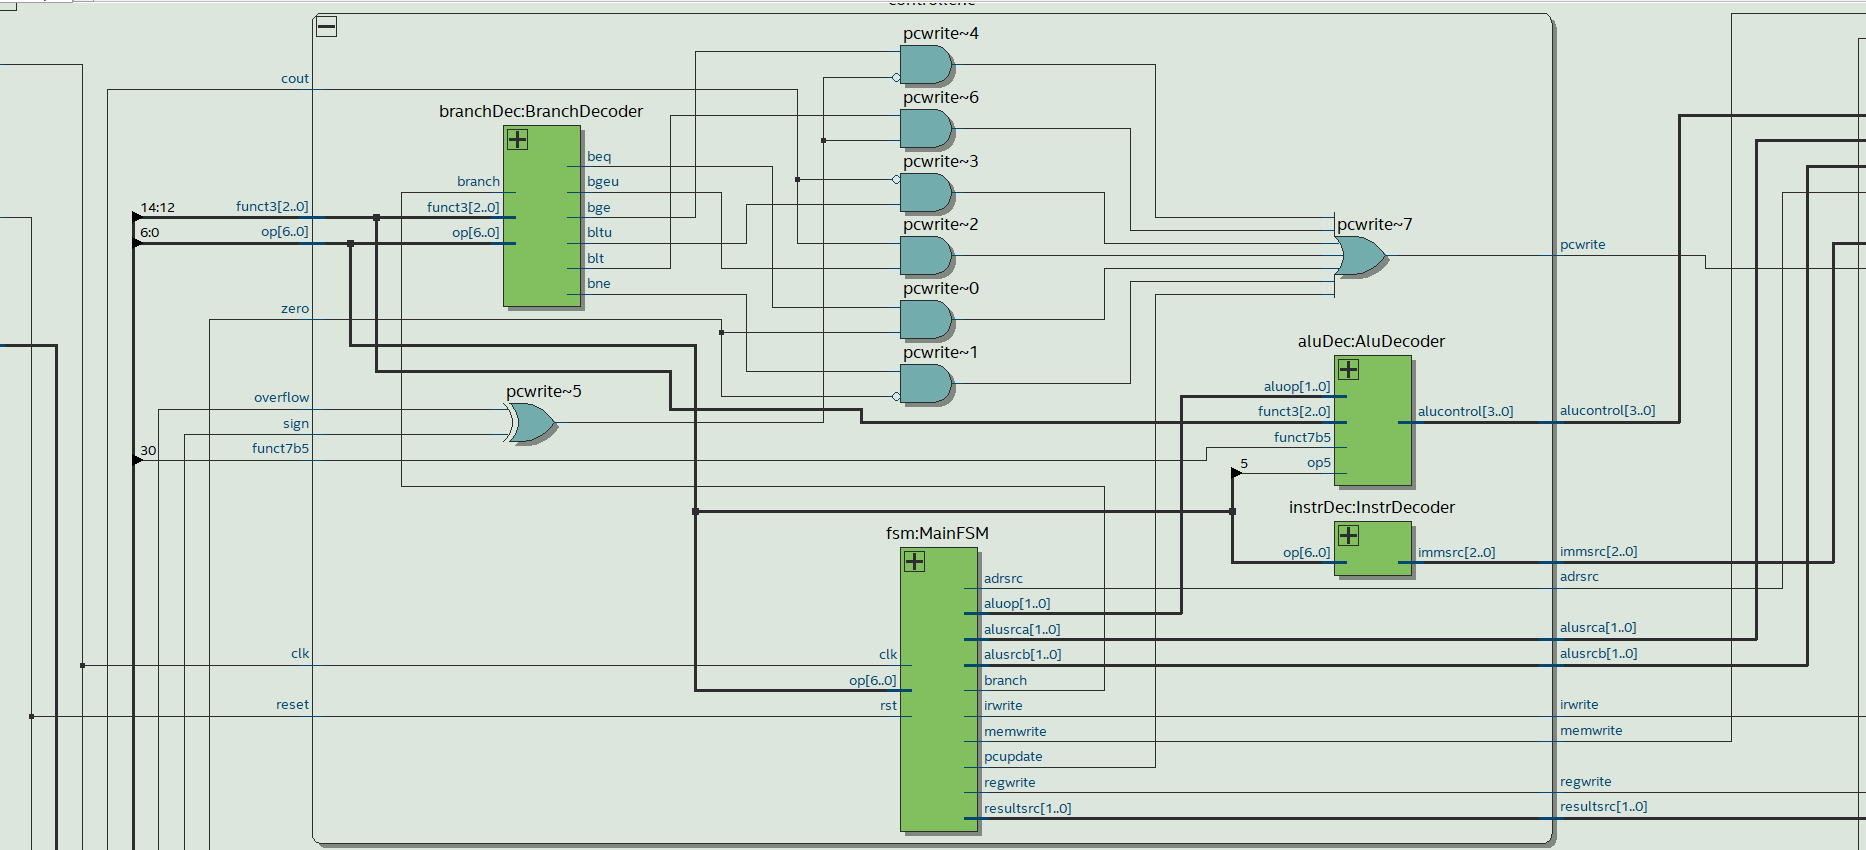 pcwrite~4
cout
pcwrite~6
branchDec:BranchDecoder
beq
pcwrite~3
branch
bgeu
14:12
funct3[2..0]
funct3[2..0]
bge
6:0
op[6..0]
op[6..0]
bltu
pcwrite~2
pcwrite~7
blt
pcwrite
bne
pcwrite~0
zero
pcwrite~1
aluDec:AluDecoder
pcwrite~5
aluop[1..0]
overflow
funct3[2..0]
alucontrol[3..0]
alucontrol[3..0]
sign
funct7b5
30
funct7b5
5
op5
instrDec:InstrDecoder
fsm:MainFSM
op[6..0]
immsrc[2..0]
immsrc[2..0]
adrsrc
adrsrc
aluop[1..0]
alusrca[1..0]
alusrca[1..0]
clk
clk
alusrcb[1..0]
alusrcb[1..0]
op[6..0]
branch
reset
rst
irwrite
irwrite
memwrite
memwrite
pcupdate
regwrite
regwrite
resultsrc[1..0]
resultsrc[1..0]